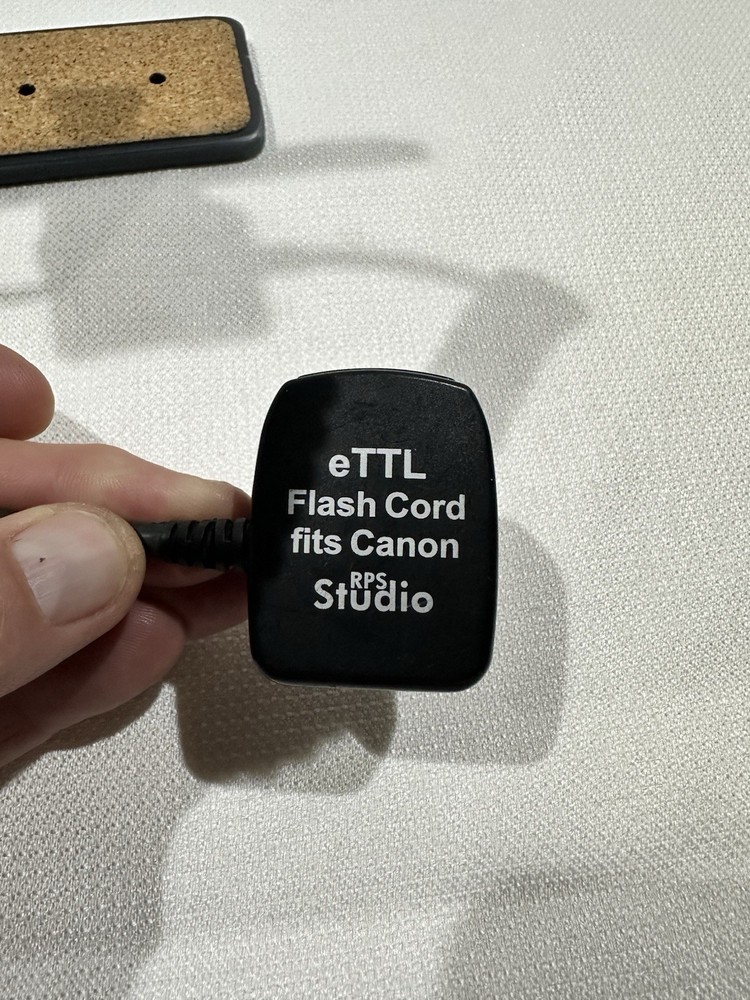 eTTL
Flash Cord
fits Canon
RPS
Studio